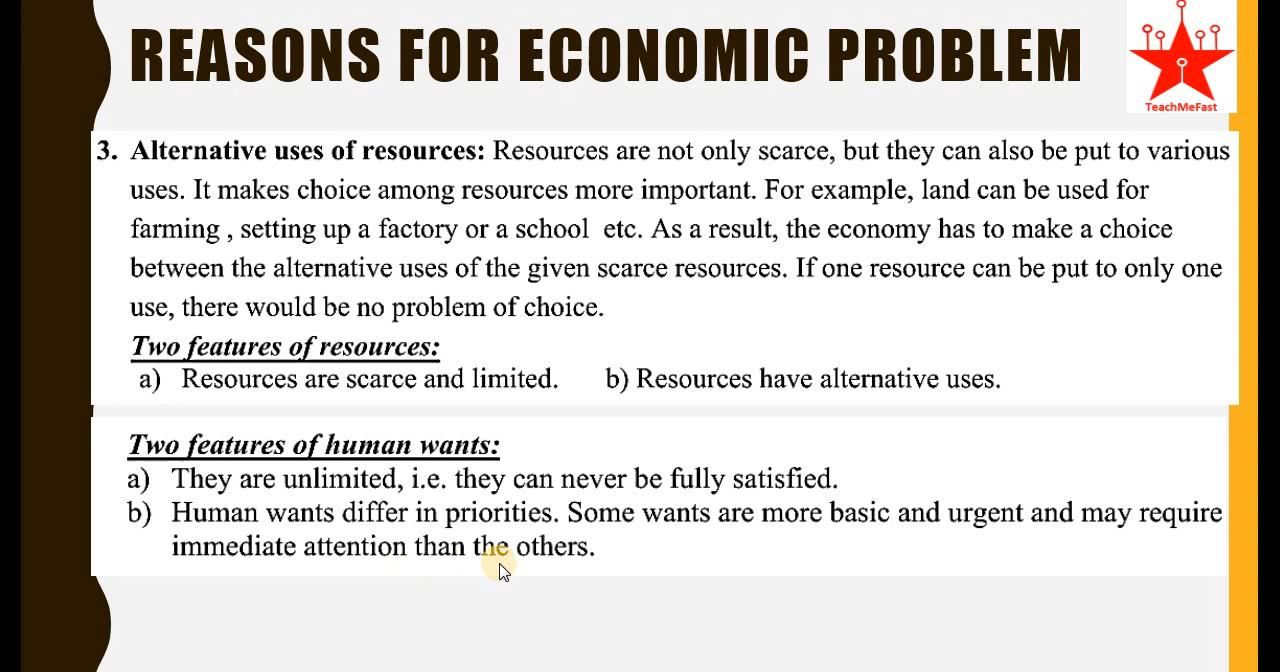 REASONS FOR ECONOMIC PROBLEM
TeachMeFast
3. Alternative uses of resources: Resources are not only scarce, but they can also be put to various
uses. It makes choice among resources more important. For example, land can be used for
farming , setting up a factory or a school etc. As a result, the economy has to make a choice
between the alternative uses of the given scarce resources. If one resource can be put to only one
use, there would be no problem of choice.
Two features of resources:
a) Resources are scarce and limited. b) Resources have alternative uses.
Two features of human wants:
a) They are unlimited, i.e. they can never be fully satisfied.
b) Human wants differ in priorities. Some wants are more basic and urgent and may require
immediate attention than the others.